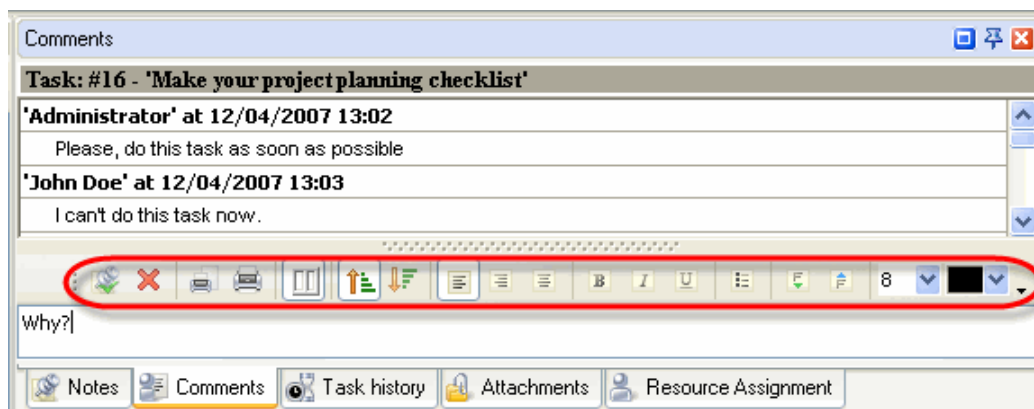 Comments
Task: #16 - 'Make your project planning checklist'
'Administrator' at 12/04/2007 13:02
Please, do this task as soon as possible
'John Doe' at 12/04/2007 13:03
I can't do this task now.
B I U F F 8
Why?
Notes Comments Task history Attachments Resource Assignment